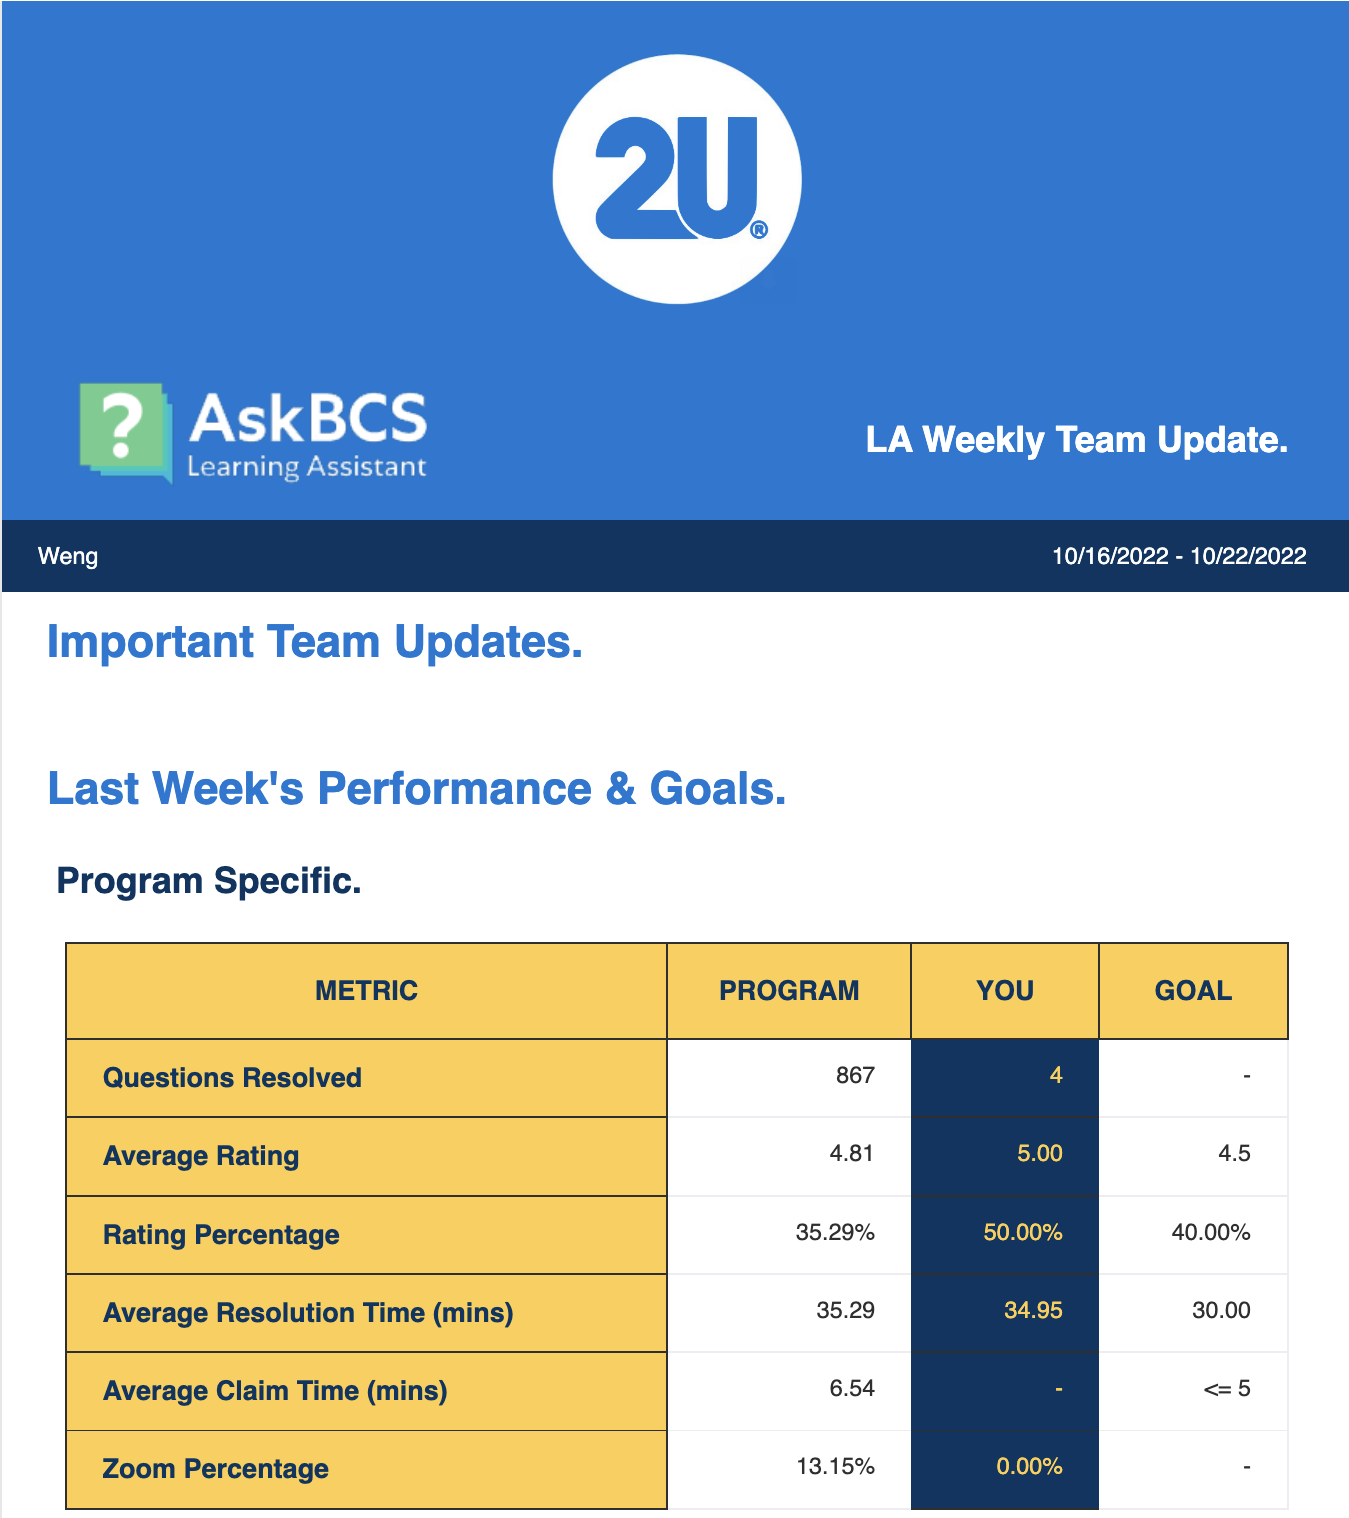 2U®
? AskBCS
Learning Assistant
LA Weekly Team Update.
Weng 10/16/2022 - 10/22/2022
Important Team Updates.
Last Week's Performance & Goals.
Program Specific.
METRIC PROGRAM YOU GOAL
Questions Resolved 867 4 -
Average Rating 4.81 5.00 4.5
Rating Percentage 35.29% 50.00% 40.00%
Average Resolution Time (mins) 35.29 34.95 30.00
Average Claim Time (mins) 6.54 - <= 5
Zoom Percentage 13.15% 0.00% -